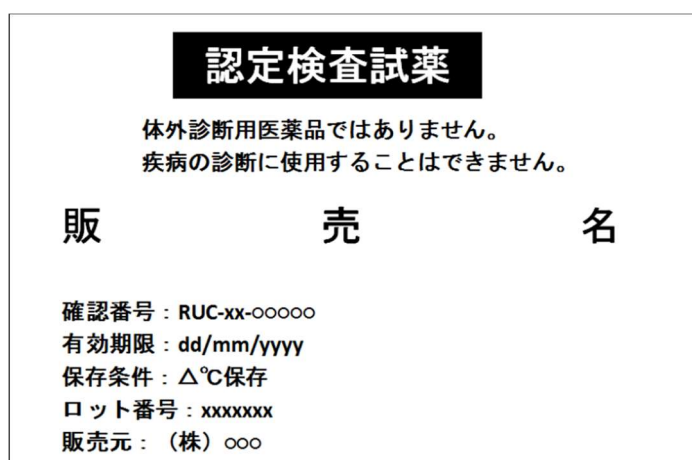 認定検査試薬
体外診断用医薬品ではありません。
疾病の診断に使用することはできません。
販売名
確認番号：RUC-xx-○○○○○
有効期限：dd/mm/yyyy
保存条件：△℃保存
ロット番号：xxxxxxx
販売元：（株）○○○